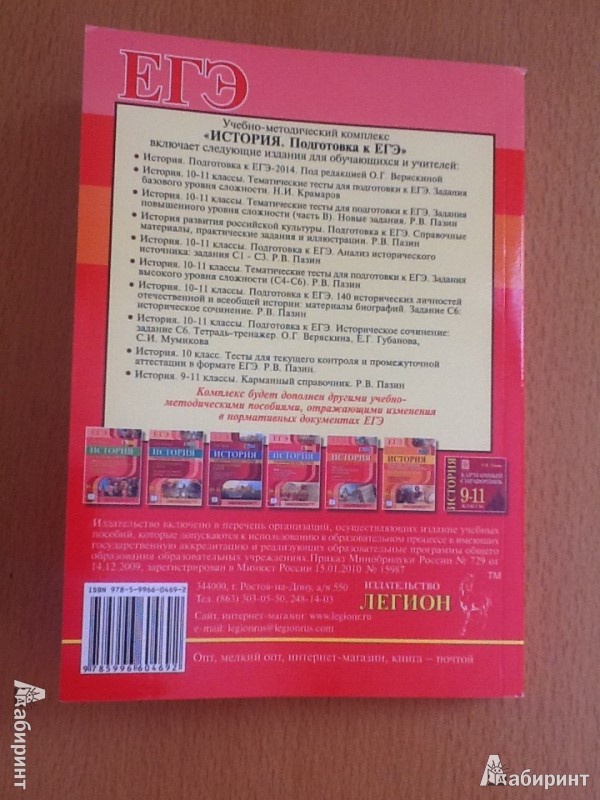 ЕГЭ
Учебно-методический комплекс
«ИСТОРИЯ. Подготовка к ЕГЭ»
включает следующие издания для обучающихся и учителей:
• История. Подготовка к ЕГЭ-2014. Под редакцией О.Г. Веряскиной
• История. 10-11 классы. Тематические тесты для подготовки к ЕГЭ. Задания
базового уровня сложности. Н.И. Крамаров
• История. 10-11 классы. Тематические тесты для подготовки к ЕГЭ. Задания
повышенного уровня сложности (часть В). Новые задания. Р.В. Пазин
• История развития российской культуры. Подготовка к ЕГЭ. Справочные
материалы, практические задания и иллюстрации. Р.В. Пазин
• История. 10-11 классы. Подготовка к ЕГЭ. Анализ исторического
источника: задания С1 - С3. Р.В. Пазин
• История. 10-11 классы. Тематические тесты для подготовки к ЕГЭ. Задания
высокого уровня сложности (С4-С6). Р.В. Пазин
• История. 10-11 классы. Подготовка к ЕГЭ. 140 исторических личностей
отечественной и всеобщей истории: материалы биографий. Задание С6:
историческое сочинение. Р.В. Пазин
• История. 10-11 классы. Подготовка к ЕГЭ. Историческое сочинение:
задание С6. Тетрадь-тренажер. О.Г. Веряскина, Е.Г. Губанова,
С.И. Мумикова
• История. 10 класс. Тесты для текущего контроля и промежуточной
аттестации в формате ЕГЭ. Р.В. Пазин
• История. 9-11 классы. Карманный справочник. Р.В. Пазин
Комплекс будет дополнен другими учебно-
методическими пособиями, отражающими изменения
в нормативных документах ЕГЭ
ЕГЭ ИСТОРИЯ
ЕГЭ ИСТОРИЯ
ИСТОРИЯ
ЕГЭ ИСТОРИЯ
ИСТОРИЯ
ЕГЭ ИСТОРИЯ
ИСТОРИЯ КАРМАННЫЙ СПРАВОЧНИК 9-11 КЛАССЫ
Издательство включено в перечень организаций, осуществляющих издание учебных
пособий, которые допускаются к использованию в образовательном процессе в имеющих
государственную аккредитацию и реализующих образовательные программы общего
образования образовательных учреждениях.Приказ Минобрнауки России № 729 от
14.12.2009, зарегистрирован в Минюст России 15.01.2010 № 15987
ISBN 978-5-9966-0469-2
9 785996 604692
344000, г. Ростов-на-Дону, а/я 550
Тел. (863) 303-05-50, 248-14-03
Сайт, интернет-магазин: www.legionr.ru
e-mail: legionrus@legionrus.com
ИЗДАТЕЛЬСТВО
ЛЕГИОН
TM
Опт, мелкий опт, интернет-магазин, книга – почтой
Лабиринт
Лабиринт